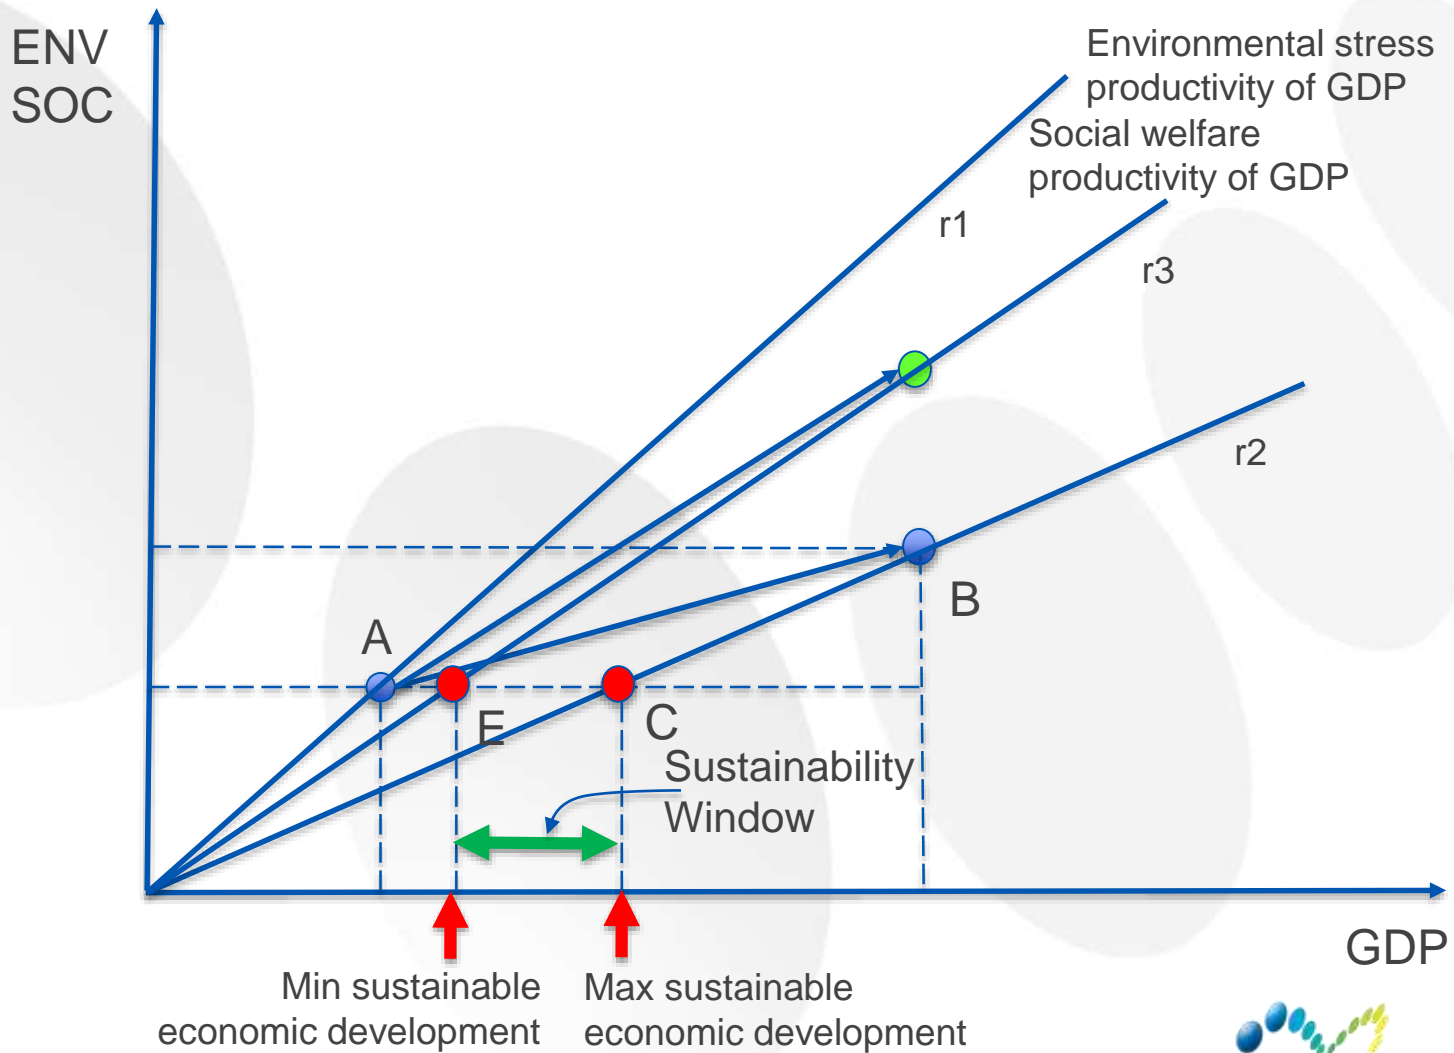 ENV
SOC
Environmental stress
productivity of GDP
Social welfare
productivity of GDP
r1
r3
r2
A
B
E
C
Sustainability
Window
GDP
Min sustainable
economic development
Max sustainable
economic development